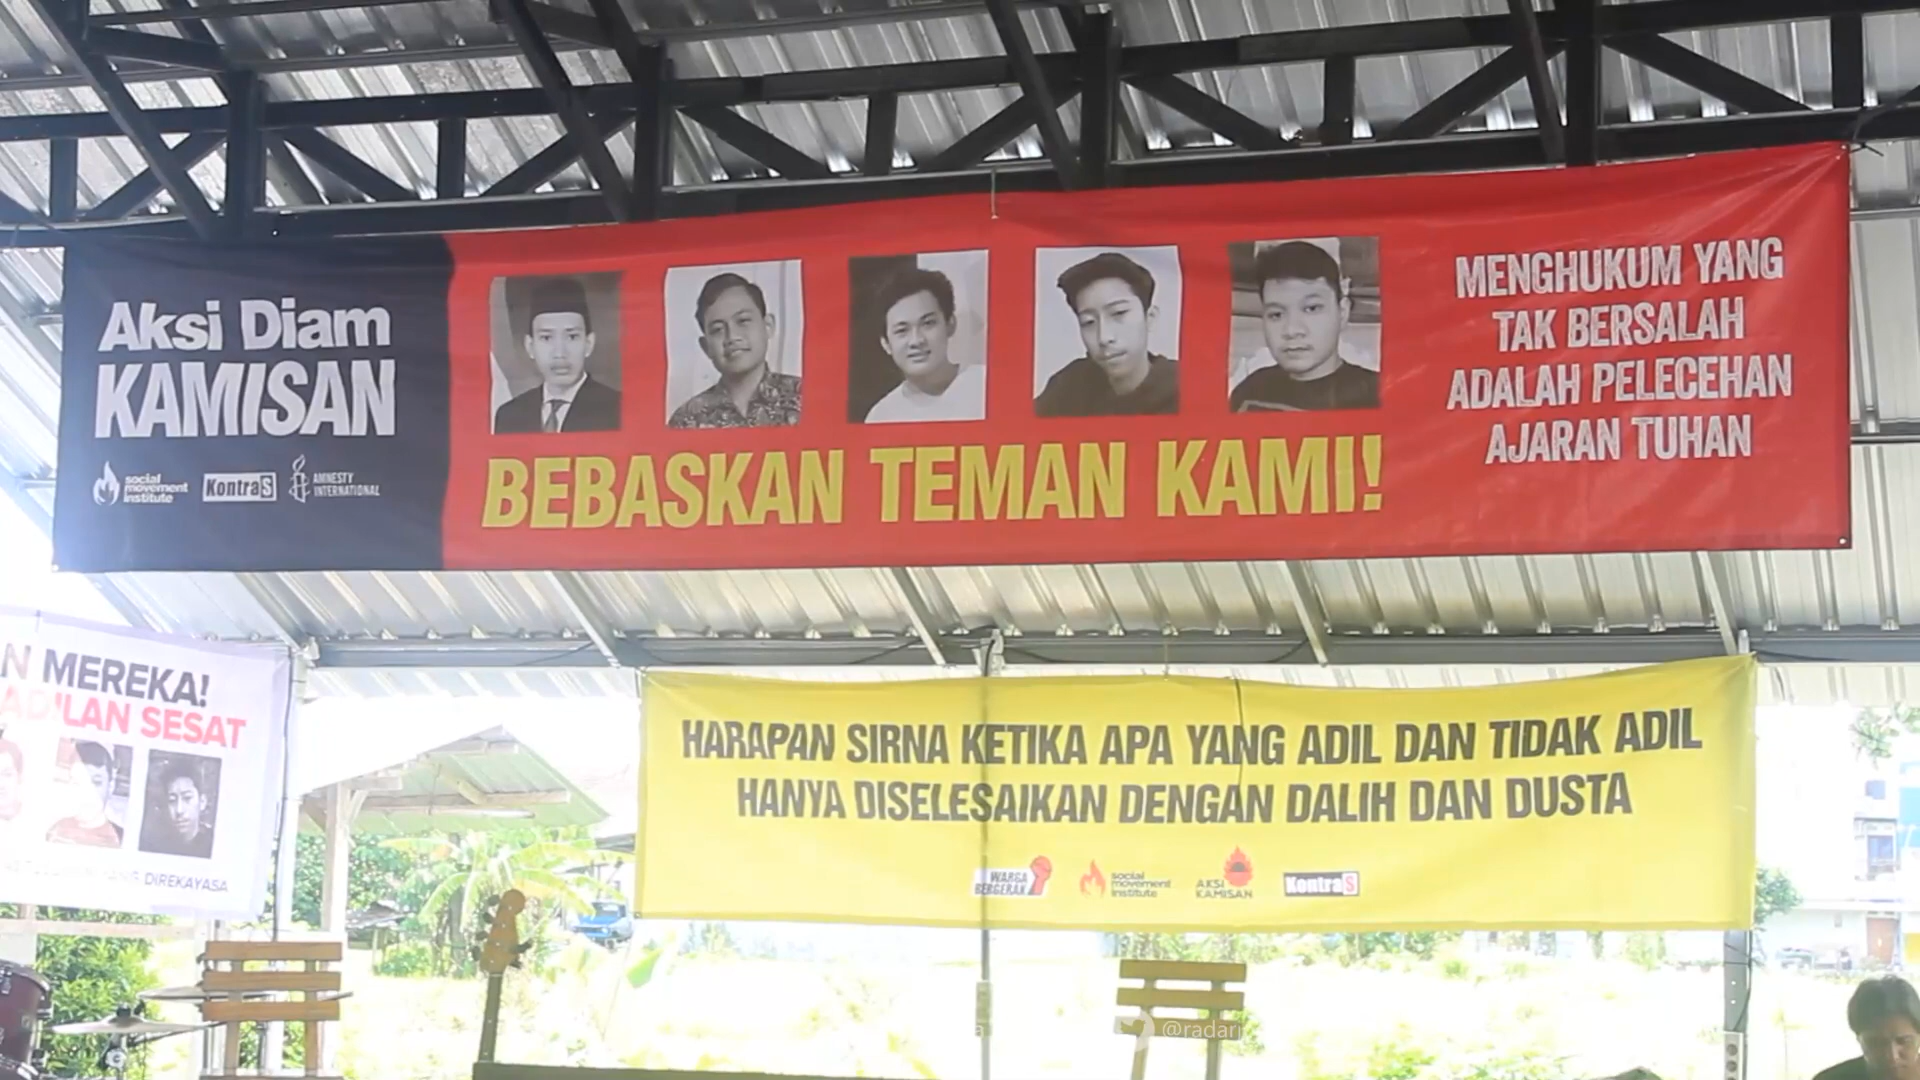 Aksi Diam
KAMISAN
social
movement
institute
KontraS
AMNESTY
INTERNATIONAL
BEBASKAN TEMAN KAMI!
MENGHUKUM YANG
TAK BERSALAH
ADALAH PELECEHAN
AJARAN TUHAN
N MEREKA!
SESAT
DIREKAYASA
HARAPAN SIRNA KETIKA APA YANG ADIL DAN TIDAK ADIL
HANYA DISELESAIKAN DENGAN DALIH DAN DUSTA
WARGA
BERGERAK
social
movement
institute
AKSI
KAMISAN
KontraS
@radarj